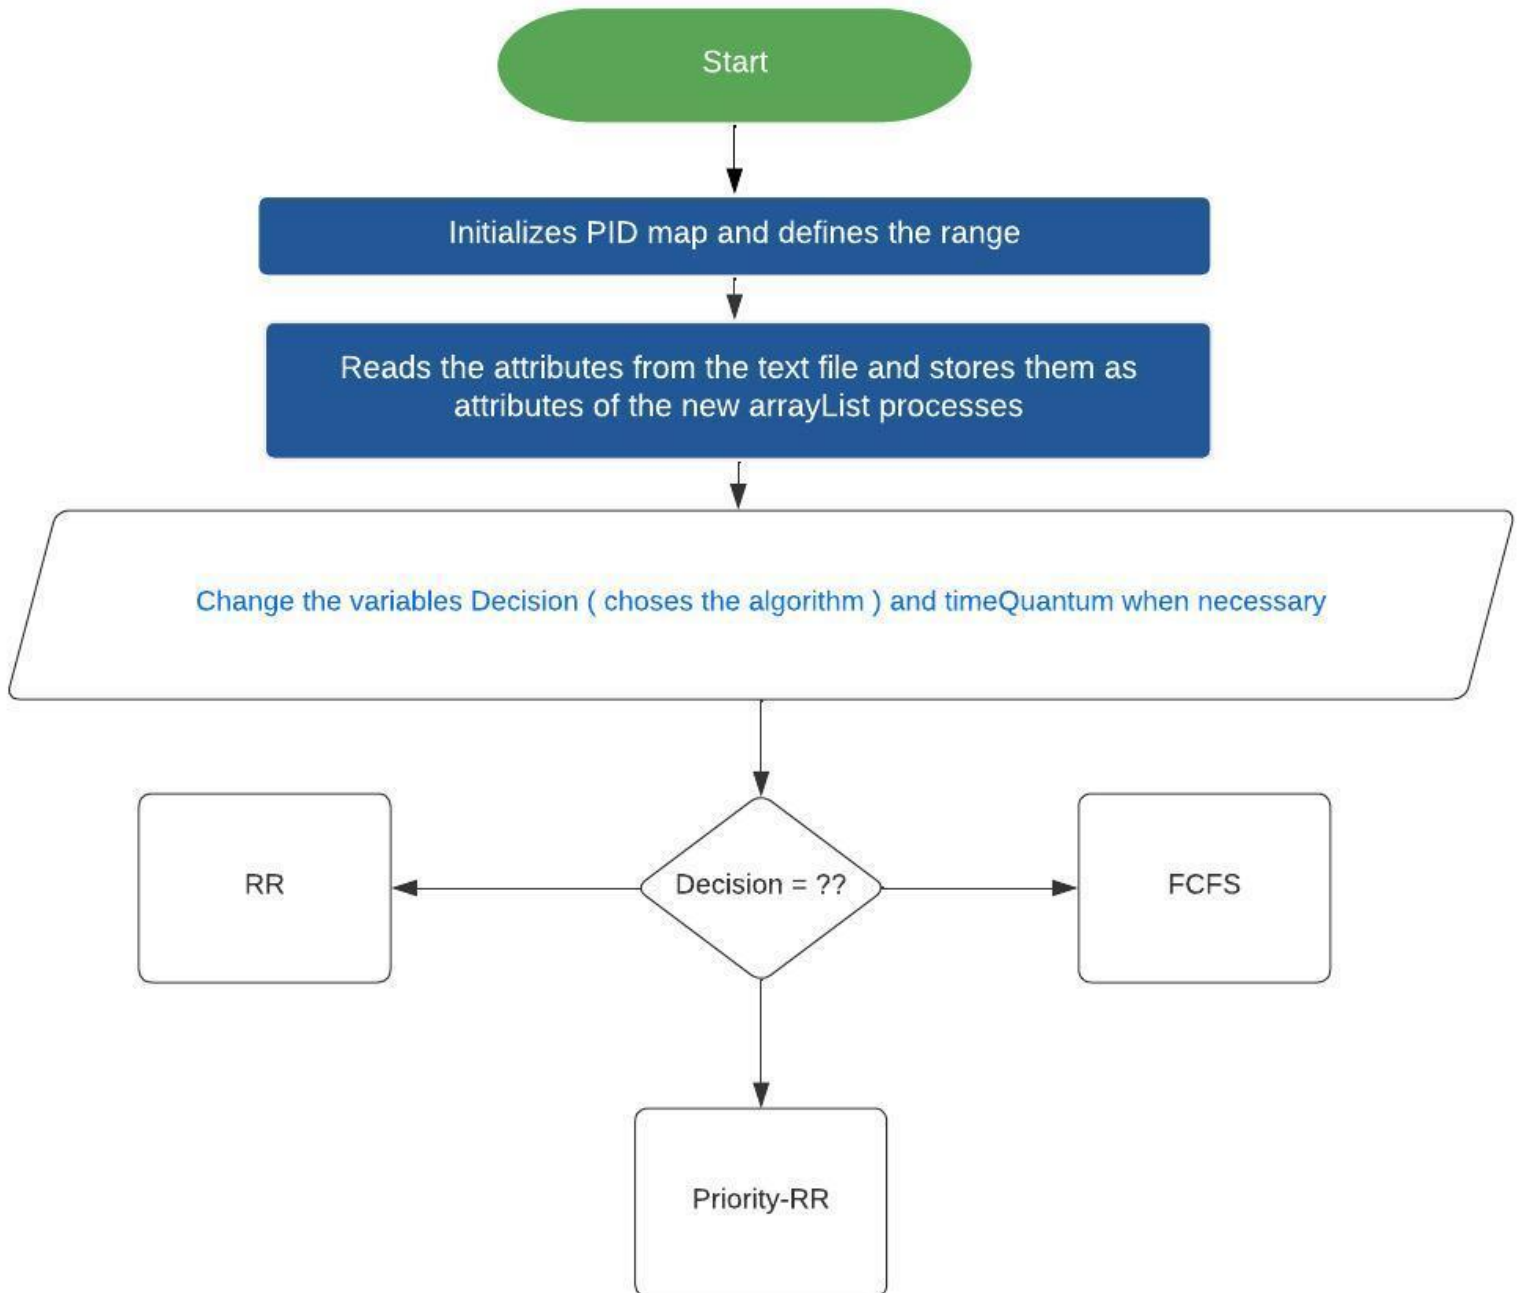 Start
Initializes PID map and defines the range
Reads the attributes from the text file and stores them as
attributes of the new arrayList processes
Change the variables Decision ( choses the algorithm ) and timeQuantum when necessary
RR
Decision = ??
FCFS
Priority-RR